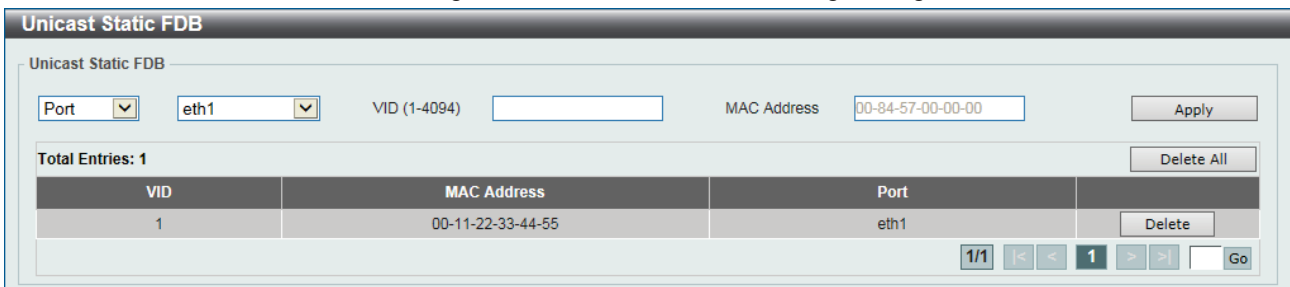 Unicast Static FDB
Unicast Static FDB
Port eth1 VID (1-4094) MAC Address 00-84-57-00-00-00 Apply
Total Entries: 1 Delete All
VID MAC Address Port
1 00-11-22-33-44-55 eth1 Delete
1/1 |< < 1 > >| Go